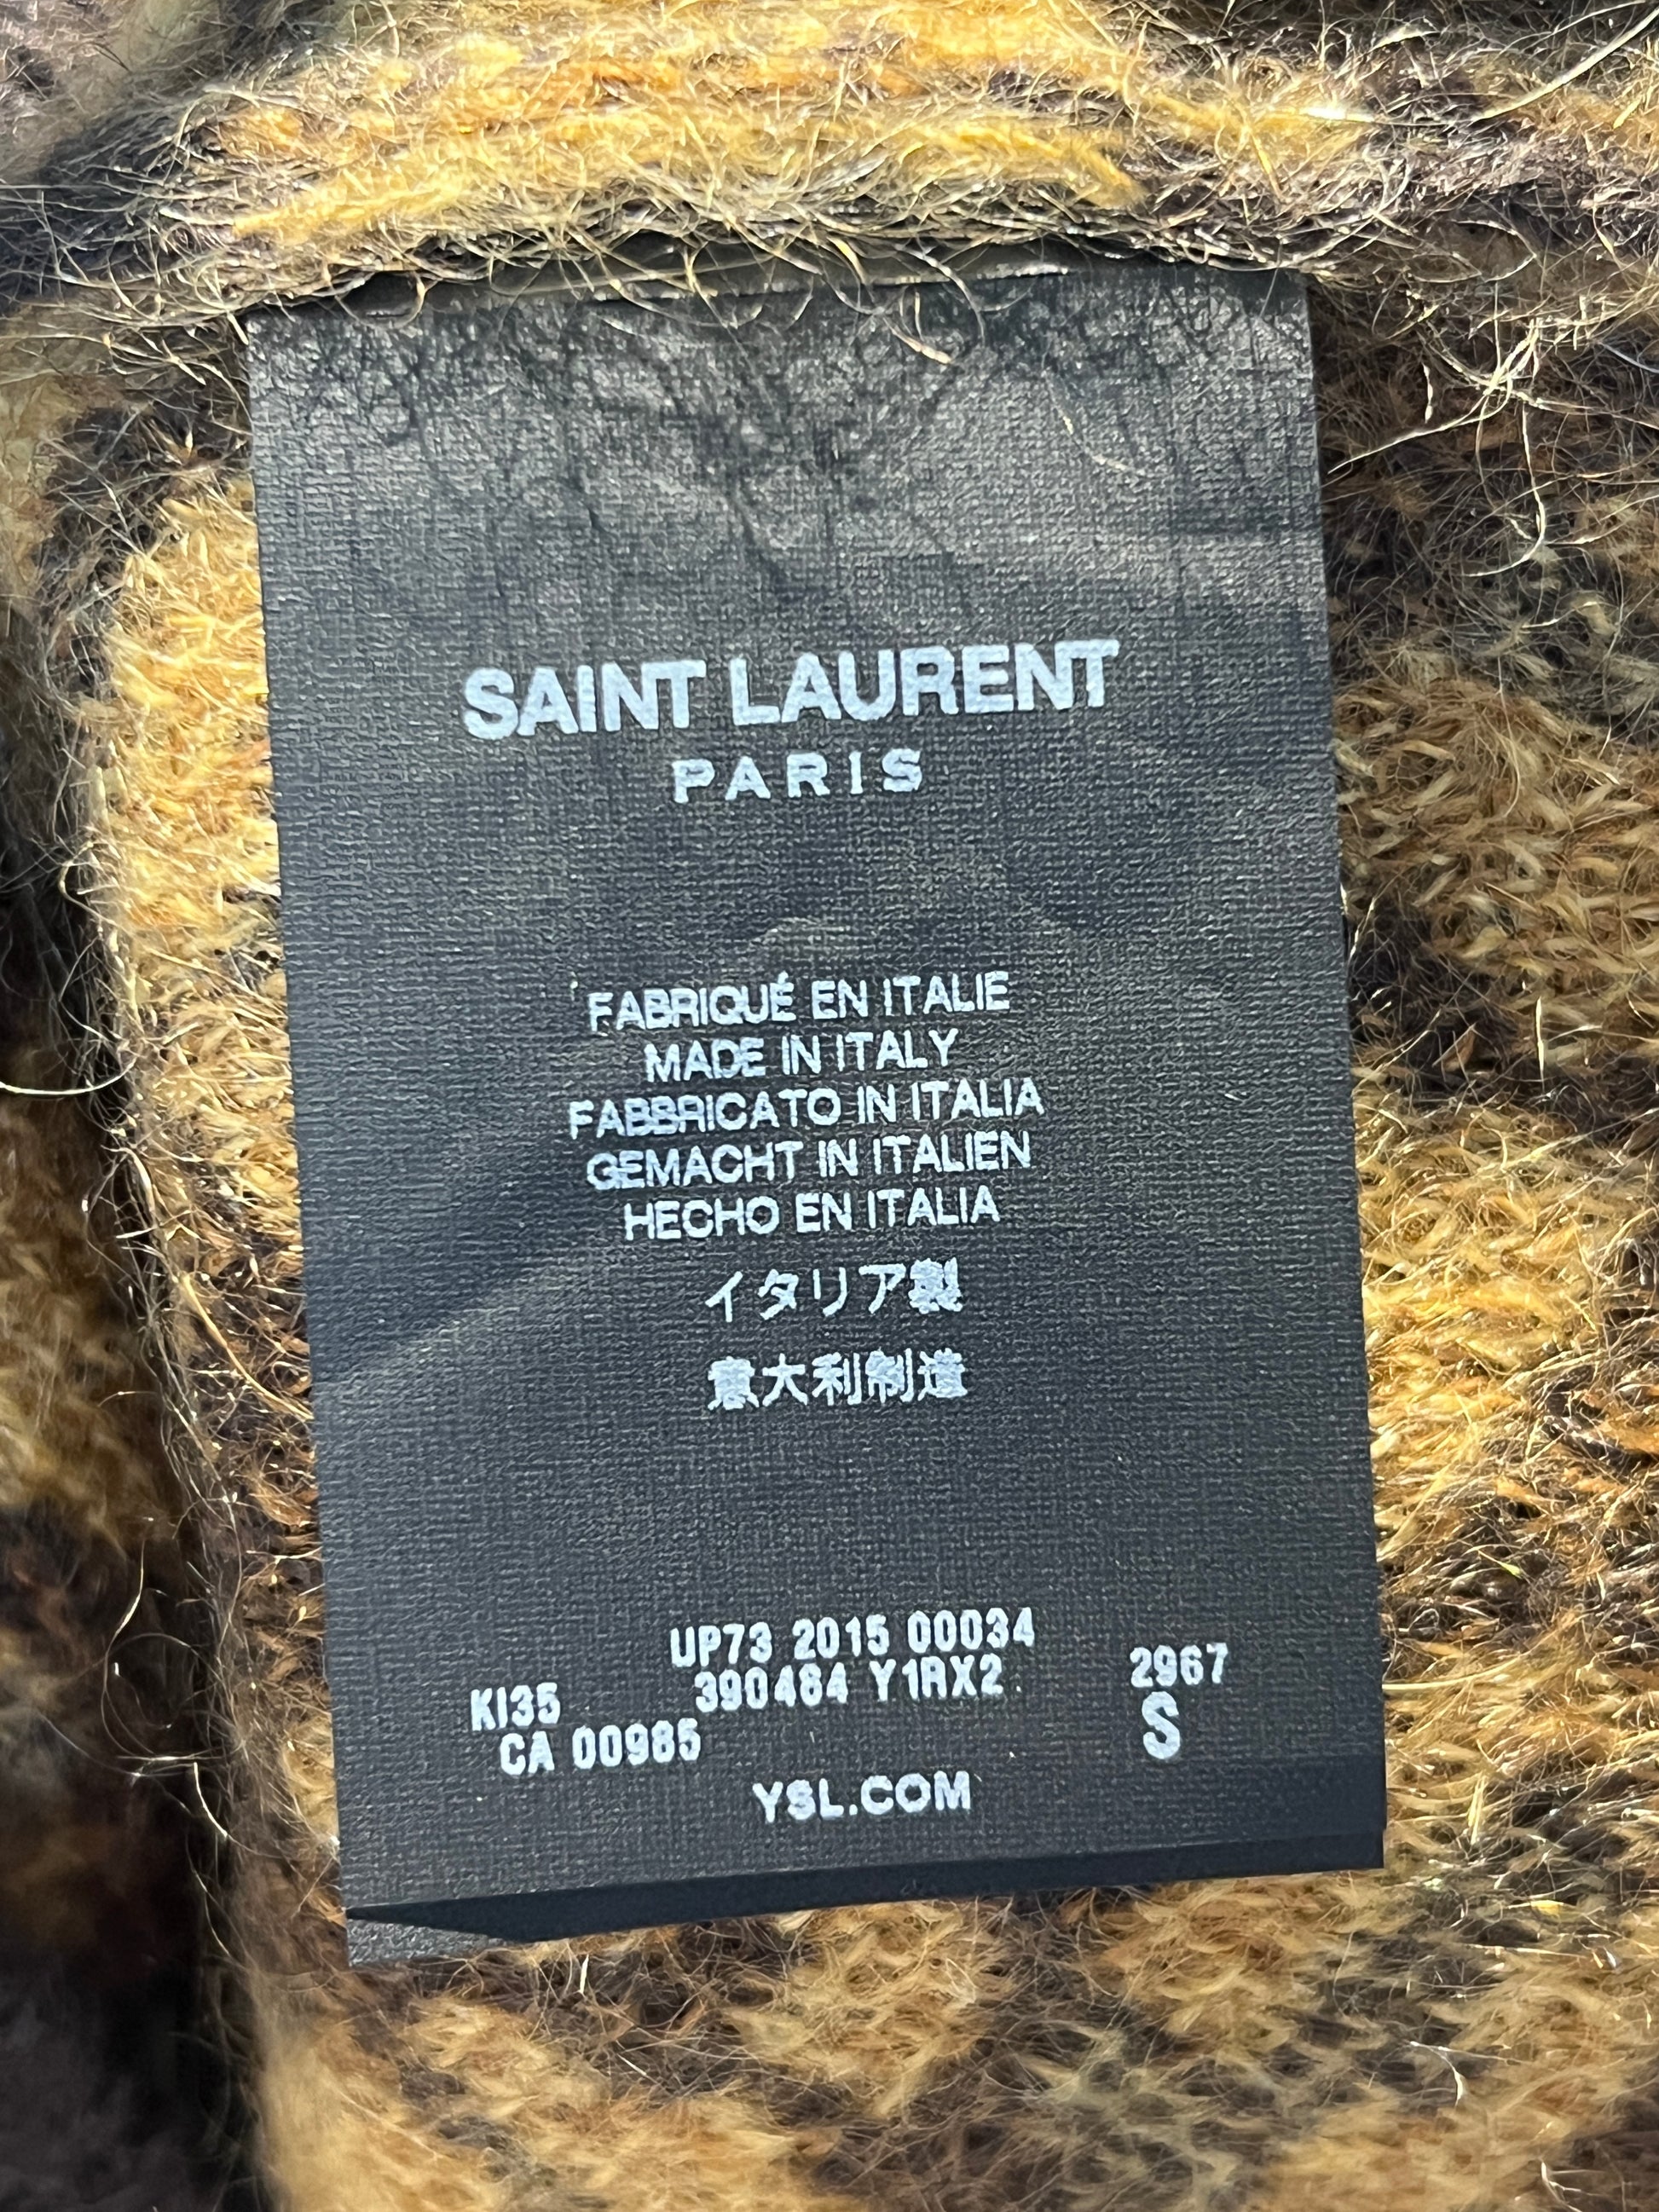 SAINT LAURENT
PARIS
FABRIQUÉ EN ITALIE
MADE IN ITALY
FABBRICATO IN ITALIA
GEMACHT IN ITALIEN
HECHO EN ITALIA
イタリア製
意大利制造
UP73 2015 00034
KI35 390484 Y1RX2 2967
CA 00985 S
YSL.COM